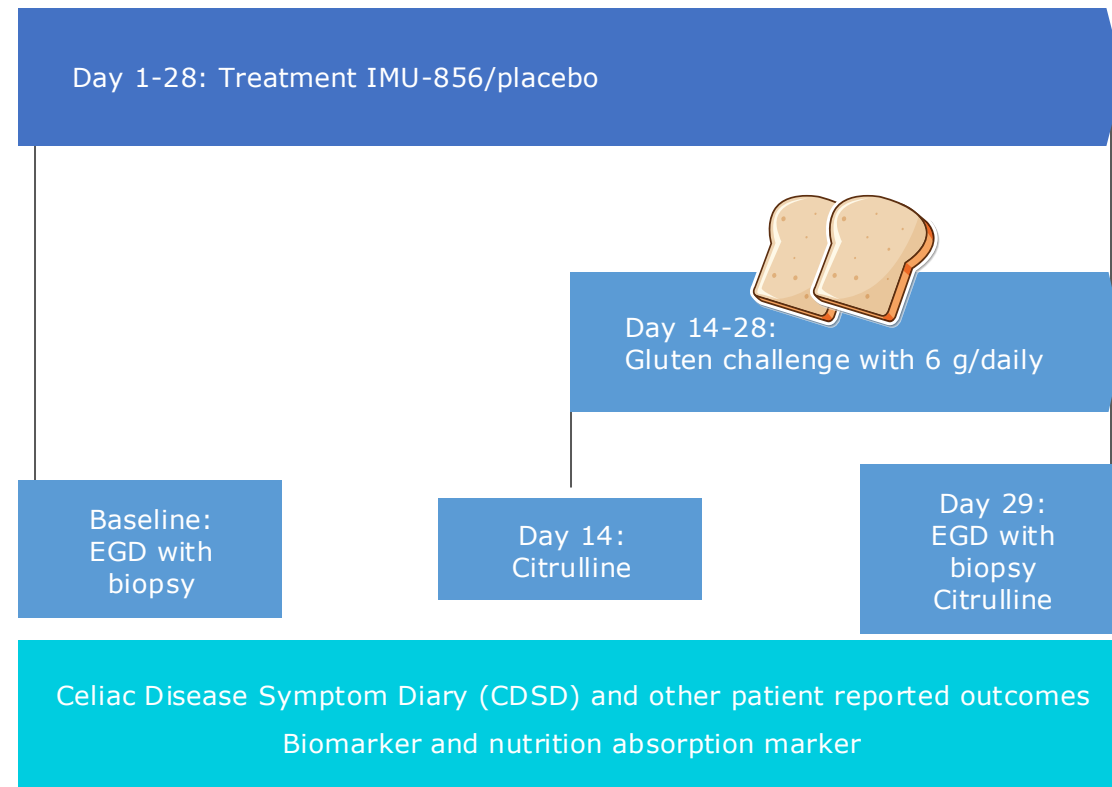 Day 1-28: Treatment IMU-856/placebo
Day 14-28:
Gluten challenge with 6 g/daily
Baseline:
EGD with
biopsy
Day 14:
Citrulline
Day 29:
EGD with
biopsy
Citrulline
Celiac Disease Symptom Diary (CDSD) and other patient reported outcomes
Biomarker and nutrition absorption marker